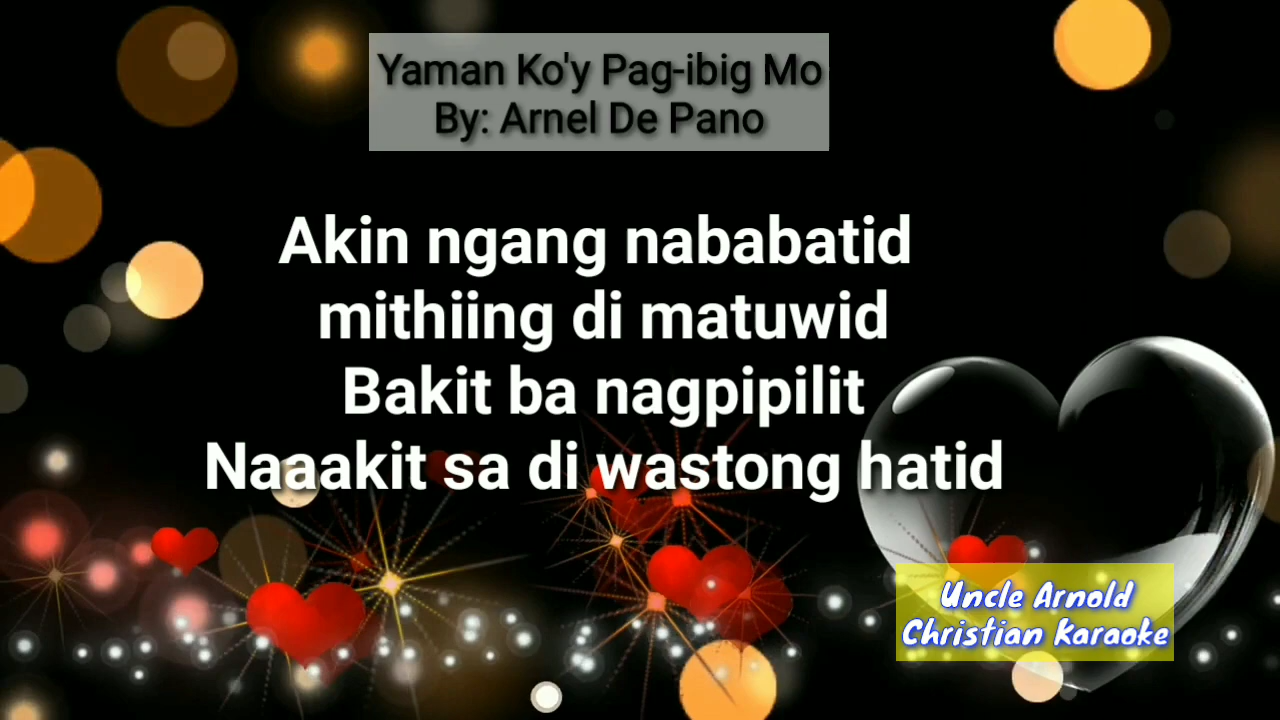 Yaman Ko'y Pag-ibig Mo
By: Arnel De Pano
Akin ngang nababatid
mithiing di matuwid
Bakit ba nagpipilit
Naaakit sa di wastong hatid
Uncle Arnold
Christian Karaoke